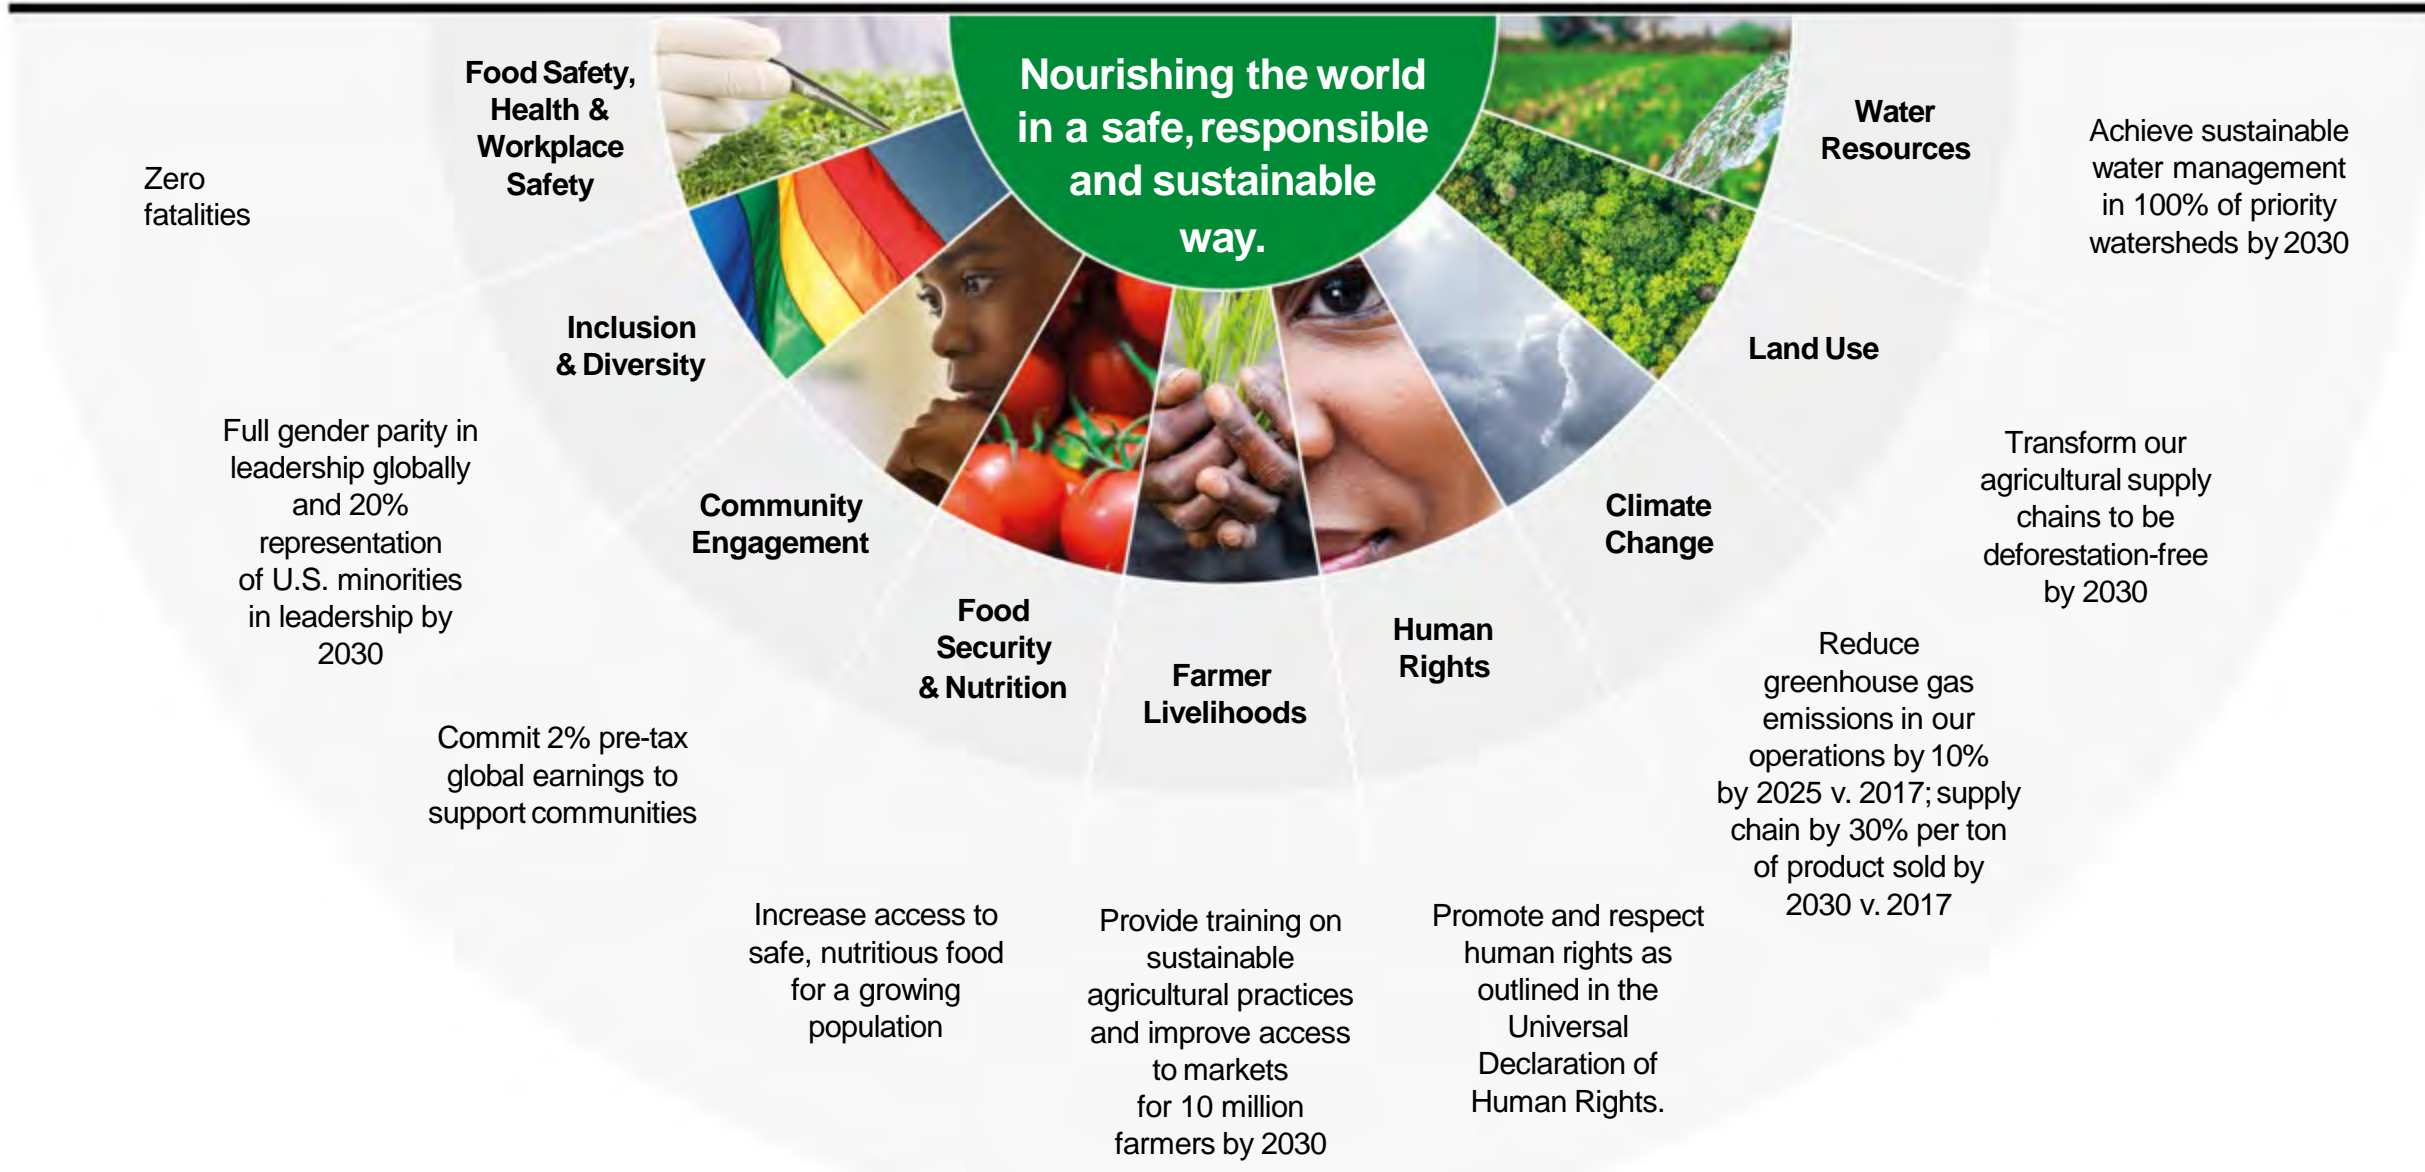 Nourishing the world
in a safe, responsible
and sustainable
way.
Food Safety,
Health &
Workplace
Safety
Zero
fatalities
Inclusion
& Diversity
Full gender parity in
leadership globally
and 20%
representation
of U.S. minorities
in leadership by
2030
Community
Engagement
Commit 2% pre-tax
global earnings to
support communities
Food
Security
& Nutrition
Increase access to
safe, nutritious food
for a growing
population
Farmer
Livelihoods
Provide training on
sustainable
agricultural practices
and improve access
to markets
for 10 million
farmers by 2030
Human
Rights
Promote and respect
human rights as
outlined in the
Universal
Declaration of
Human Rights.
Climate
Change
Reduce
greenhouse gas
emissions in our
operations by 10%
by 2025 v. 2017; supply
chain by 30% per ton
of product sold by
2030 v. 2017
Land Use
Transform our
agricultural supply
chains to be
deforestation-free
by 2030
Water
Resources
Achieve sustainable
water management
in 100% of priority
watersheds by 2030